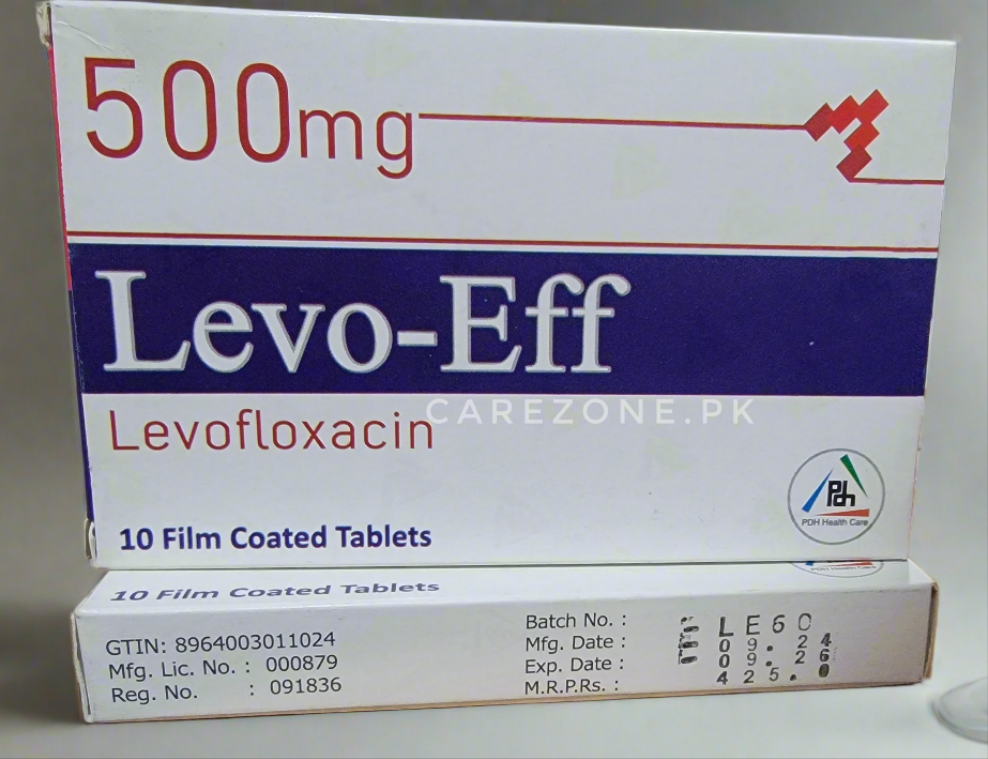 500mg
Levo-Eff
Levofloxacin
CAREZONE.PK
10 Film Coated Tablets
Pdh
PDH Health Care
10 Film Coated Tablets
GTIN: 8964003011024
Mfg. Lic. No. : 000879
Reg. No. : 091836
Batch No. : LE60
Mfg. Date : 09. 24
Exp. Date : 09. 26
M.R.P.Rs. : 425.